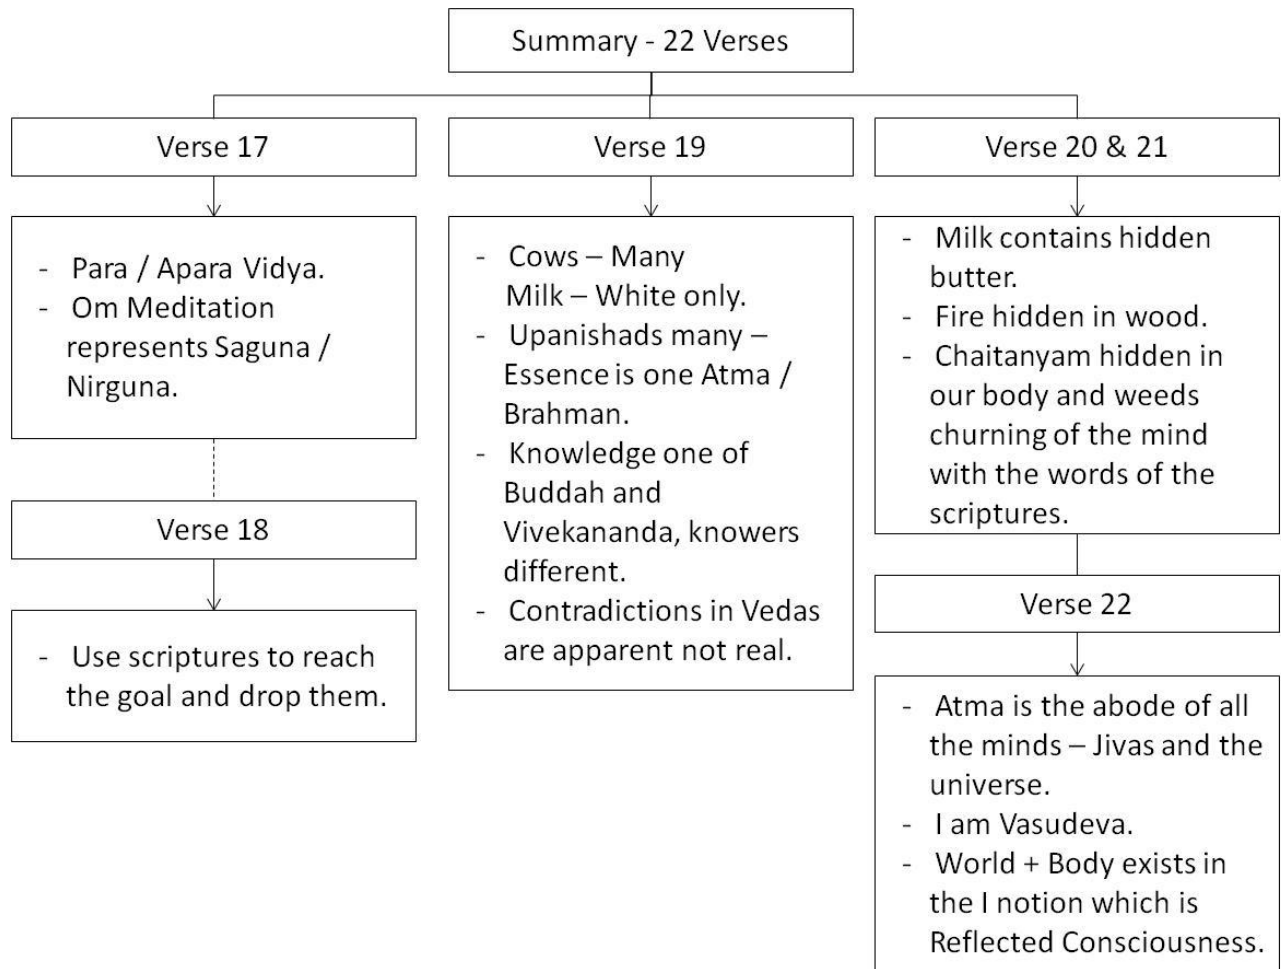 Summary - 22 Verses
Verse 17
- Para / Apara Vidya.
- Om Meditation
represents Saguna /
Nirguna.
Verse 18
- Use scriptures to reach
the goal and drop them.
Verse 19
- Cows – Many
Milk – White only.
- Upanishads many –
Essence is one Atma /
Brahman.
- Knowledge one of
Buddah and
Vivekananda, knowers
different.
- Contradictions in Vedas
are apparent not real.
Verse 20 & 21
- Milk contains hidden
butter.
- Fire hidden in wood.
- Chaitanyam hidden in
our body and weeds
churning of the mind
with the words of the
scriptures.
Verse 22
- Atma is the abode of all
the minds – Jivas and the
universe.
- I am Vasudeva.
- World + Body exists in
the I notion which is
Reflected Consciousness.